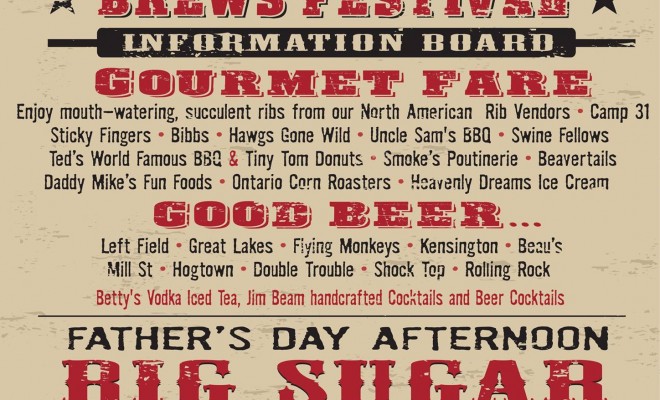 BREWS FESTIVAL
INFORMATION BOARD
GOURMET FARE
Enjoy mouth-watering, succulent ribs from our North American Rib Vendors • Camp 31
Sticky Fingers • Bibbs • Hawgs Gone Wild • Uncle Sam's BBQ • Swine Fellows
Ted's World Famous BBQ & Tiny Tom Donuts • Smoke's Poutinerie • Beavertails
Daddy Mike's Fun Foods • Ontario Corn Roasters • Heavenly Dreams Ice Cream
GOOD BEER...
Left Field • Great Lakes • Flying Monkeys • Kensington • Beau's
Mill St • Hogtown • Double Trouble • Shock Top • Rolling Rock
Betty's Vodka Iced Tea, Jim Beam handcrafted Cocktails and Beer Cocktails
FATHER'S DAY AFTERNOON
BIG SUGAR